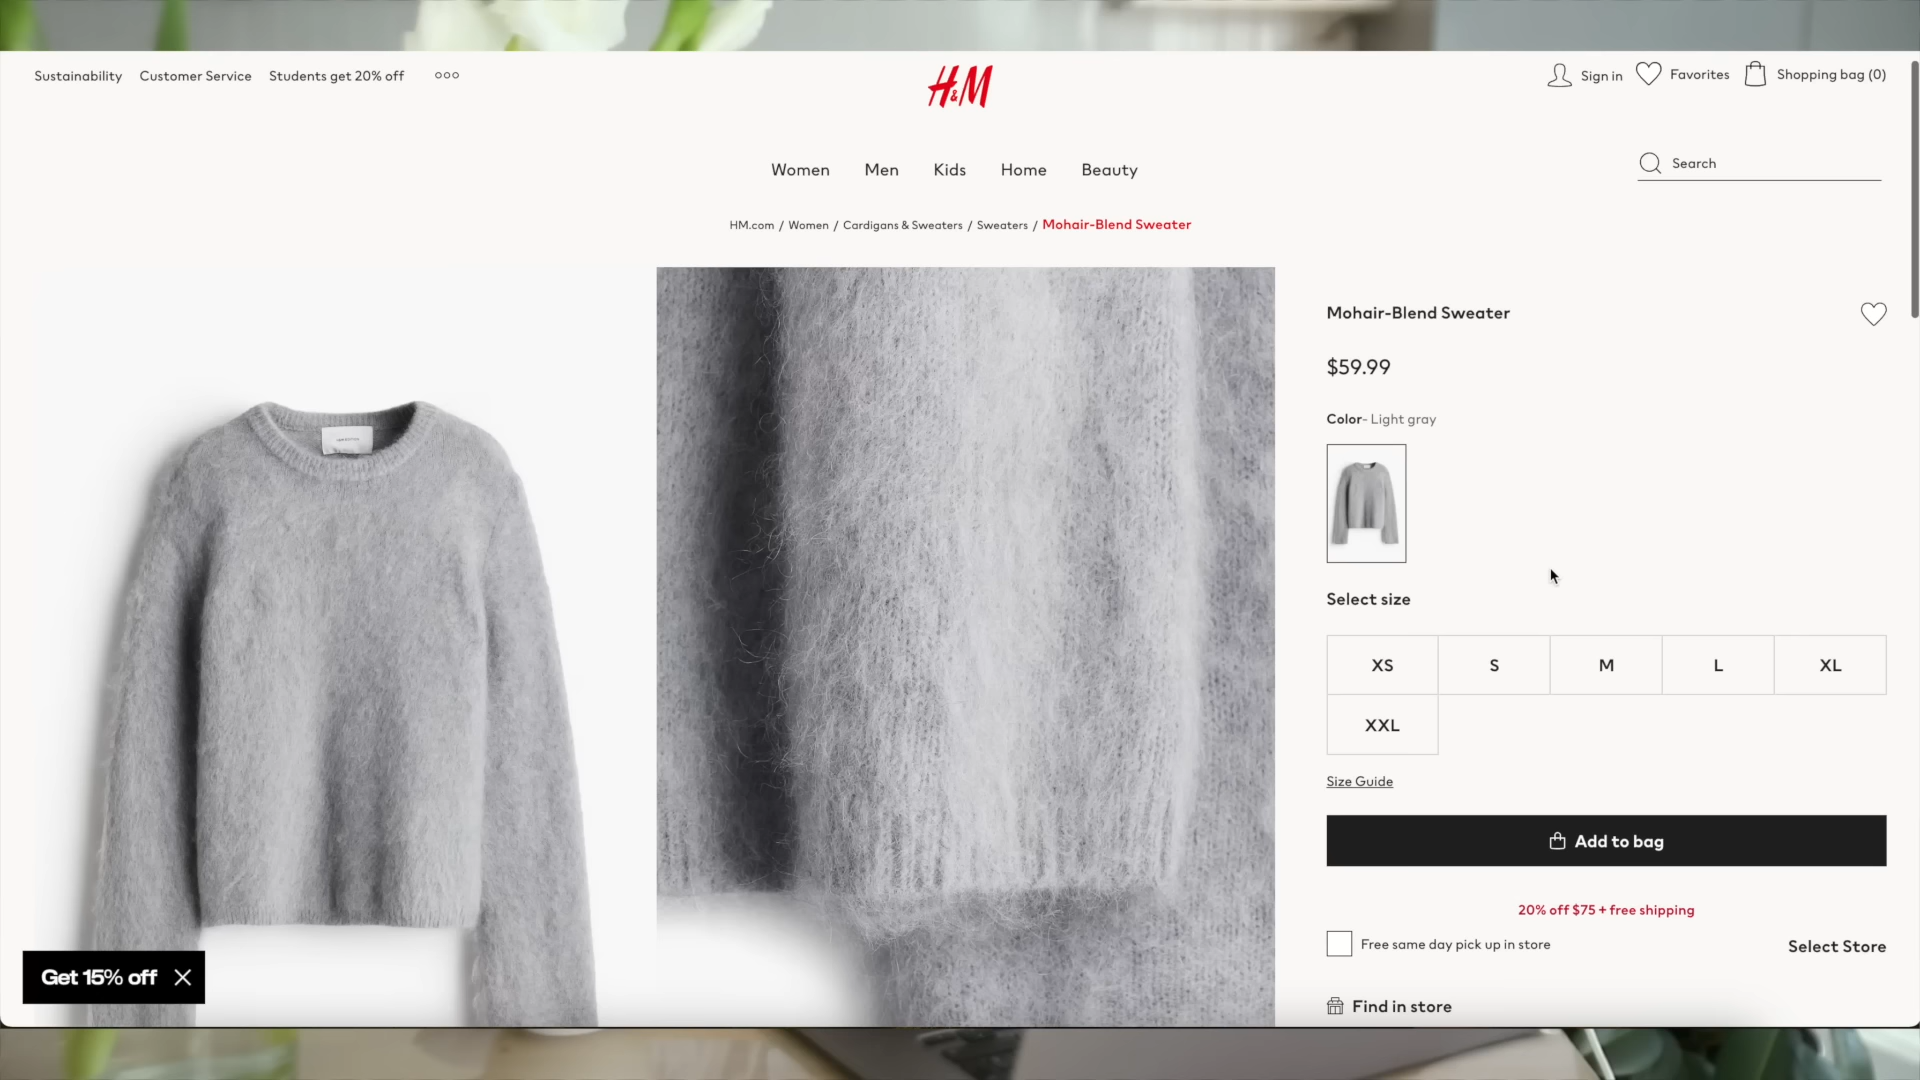 Sustainability Customer Service Students get 20% off
H&M
Sign in Favorites Shopping bag (0)
Women Men Kids Home Beauty
Search
HM.com / Women / Cardigans & Sweaters / Sweaters / Mohair-Blend Sweater
Mohair-Blend Sweater
$59.99
Color- Light gray
Select size
XS S M L XL
XXL
Size Guide
Add to bag
20% off $75 + free shipping
Free same day pick up in store Select Store
Get 15% off
Find in store